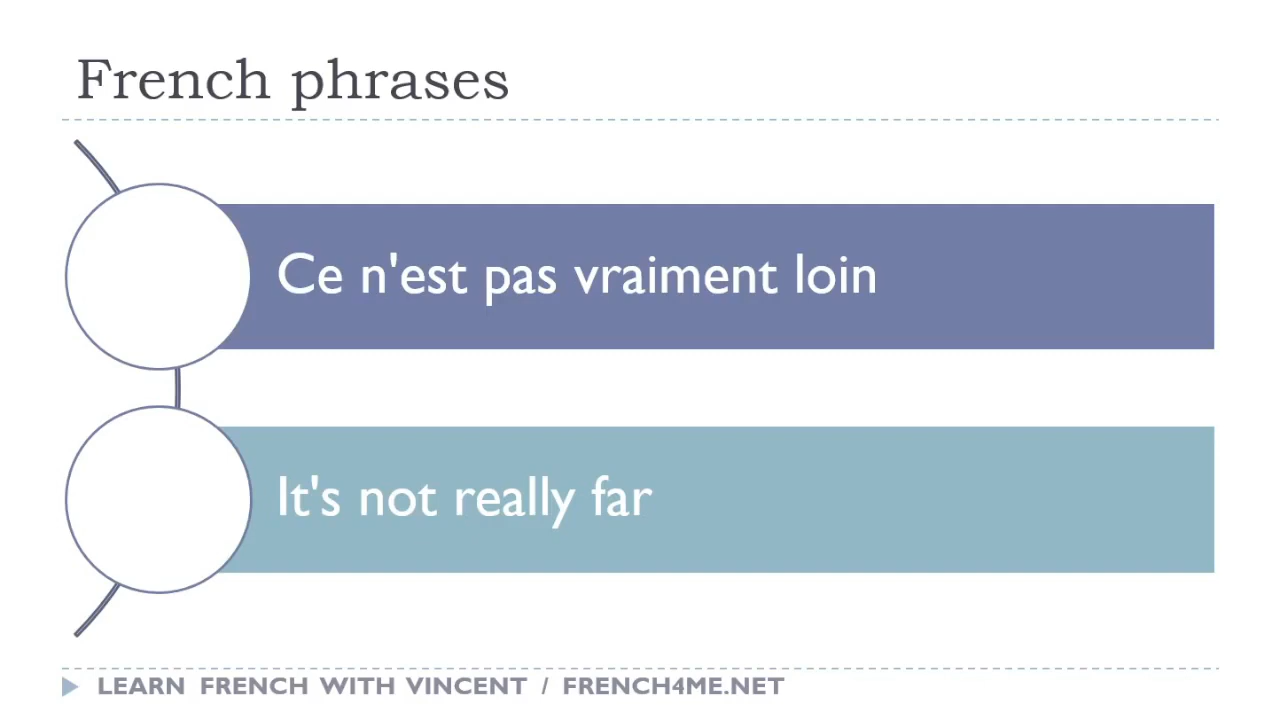 French phrases
Ce n'est pas vraiment loin
It's not really far
LEARN FRENCH WITH VINCENT / FRENCH4ME.NET